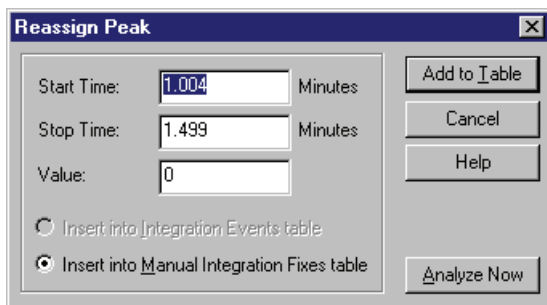 Reassign Peak
Start Time: 1.004 Minutes
Add to Table
Stop Time: 1.499 Minutes
Cancel
Value: 0
Help
Insert into Integration Events table
Insert into Manual Integration Fixes table
Analyze Now